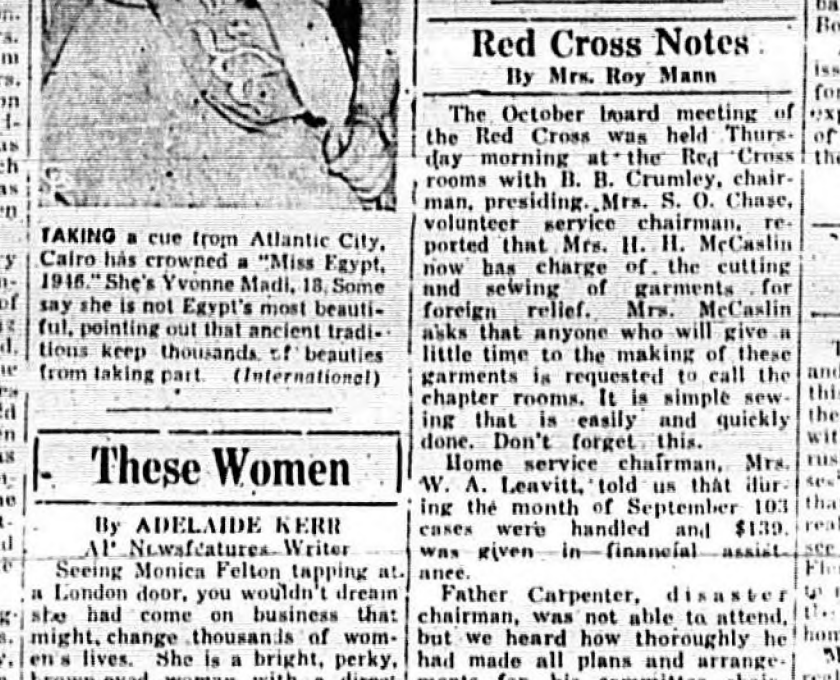 TAKING a cue from Atlantic City,
Cairo has crowned a "Miss Egypt,
1946." She's Yvonne Madi, 18. Some
say she is not Egypt's most beauti-
ful, pointing out that ancient tradi-
tions keep thousands of beauties
from taking part. (International)
These Women
By ADELAIDE KERR
AP Newsfeatures Writer
Seeing Monica Felton tapping at
a London door, you wouldn't dream
she had come on business that
might change thousands of wom-
en's lives. She is a bright, perky,
brown-eyed woman with a direct
Red Cross Notes
By Mrs. Roy Mann
The October board meeting of
the Red Cross was held Thurs-
day morning at the Red Cross
rooms with B. B. Crumley, chair-
man, presiding. Mrs. S. O. Chase,
volunteer service chairman, re-
ported that Mrs. H. H. McCaslin
now has charge of the cutting
and sewing of garments for
foreign relief. Mrs. McCaslin
asks that anyone who will give a
little time to the making of these
garments is requested to call the
chapter rooms. It is simple sew-
ing that is easily and quickly
done. Don't forget this.
Home service chairman, Mrs.
W. A. Leavitt, told us that dur-
ing the month of September 103
cases were handled and $139.
was given in financial assist-
ance.
Father Carpenter, disaster
chairman, was not able to attend,
but we heard how thoroughly he
had made all plans and arrange-
ments for his committee chair-